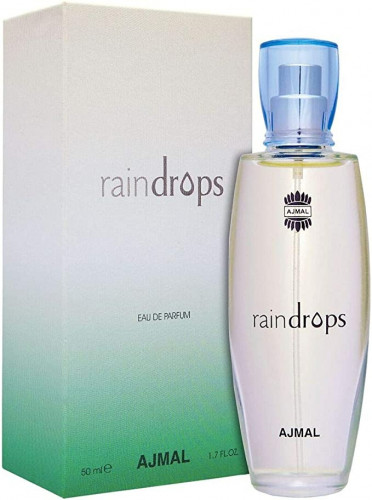 raindrops
EAU DE PARFUM
50 ml e
AJMAL
1.7 FL.OZ
AJMAL
raindrops
AJMAL